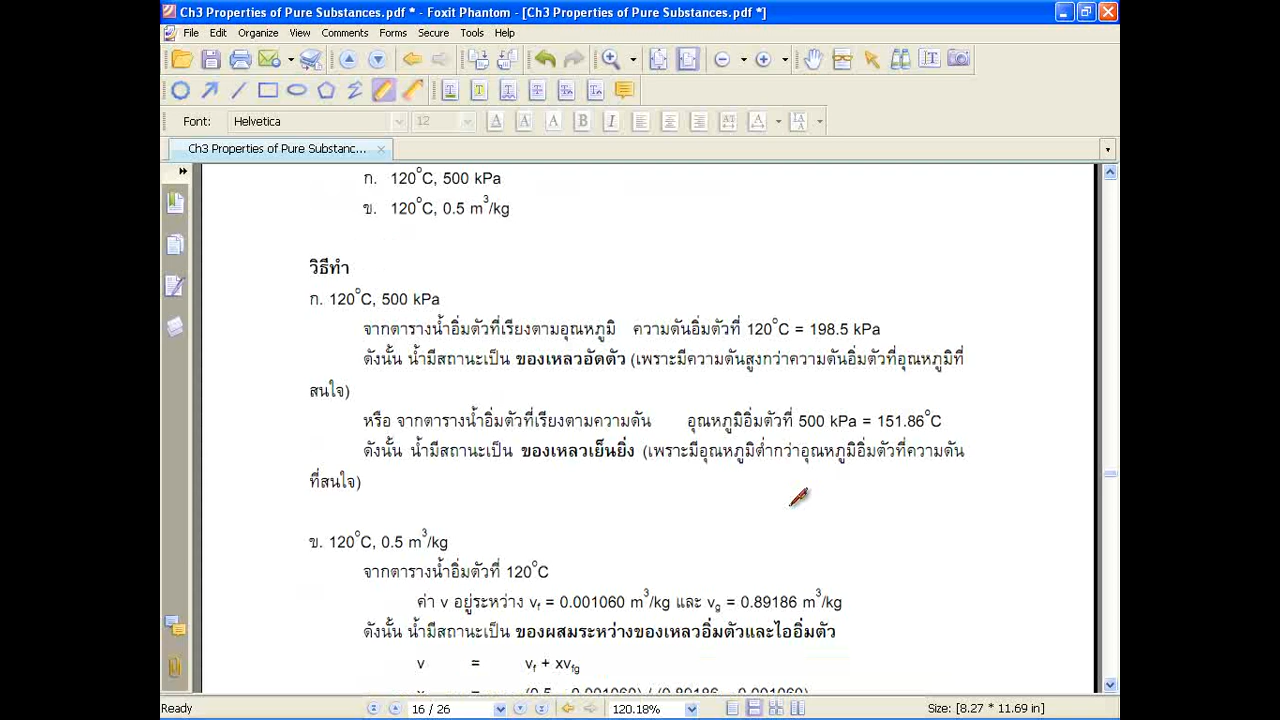 Ch3 Properties of Pure Substances.pdf * - Foxit Phantom - [Ch3 Properties of Pure Substances.pdf *]
File Edit Organize View Comments Forms Secure Tools Help
Font: Helvetica 12
Ch3 Properties of Pure Substanc...
ก. 120°C, 500 kPa
ข. 120°C, 0.5 m³/kg
วิธีทำ
ก. 120°C, 500 kPa
จากตารางน้ำอิ่มตัวที่เรียงตามอุณหภูมิ ความดันอิ่มตัวที่ 120°C = 198.5 kPa
ดังนั้น น้ำมีสถานะเป็น ของเหลวอัดตัว (เพราะมีความดันสูงกว่าความดันอิ่มตัวที่อุณหภูมิที่
สนใจ)
หรือ จากตารางน้ำอิ่มตัวที่เรียงตามความดัน อุณหภูมิอิ่มตัวที่ 500 kPa = 151.86°C
ดังนั้น น้ำมีสถานะเป็น ของเหลวเย็นยิ่ง (เพราะมีอุณหภูมิต่ำกว่าอุณหภูมิอิ่มตัวที่ความดัน
ที่สนใจ)
ข. 120°C, 0.5 m³/kg
จากตารางน้ำอิ่มตัวที่ 120°C
ค่า v อยู่ระหว่าง vf = 0.001060 m³/kg และ vg = 0.89186 m³/kg
ดังนั้น น้ำมีสถานะเป็น ของผสมระหว่างของเหลวอิ่มตัวและไออิ่มตัว
v = vf + xvfg
x = (0.5 - 0.001060) / (0.89186 - 0.001060)
Ready 16 / 26 120.18% Size: [8.27 * 11.69 in]